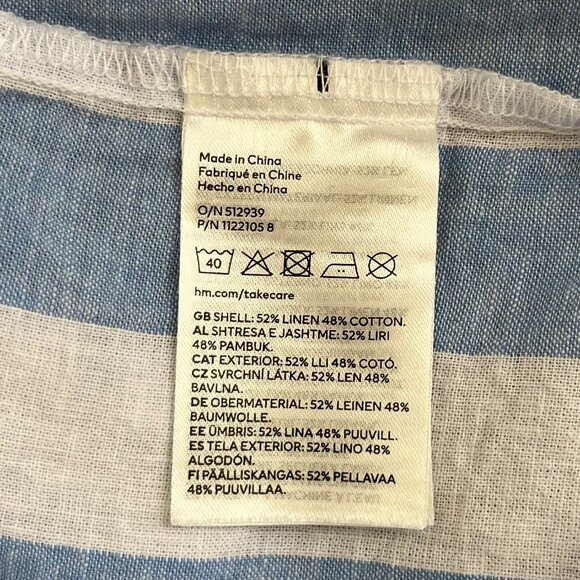 Made in China
Fabriqué en Chine
Hecho en China
O/N 512939
P/N 1122105 8
40
hm.com/takecare
GB SHELL: 52% LINEN 48% COTTON.
AL SHTRESA E JASHTME: 52% LIRI
48% PAMBUK.
CAT EXTERIOR: 52% LLI 48% COTÓ.
CZ SVRCHNÍ LÁTKA: 52% LEN 48%
BAVLNA.
DE OBERMATERIAL: 52% LEINEN 48%
BAUMWOLLE.
EE ÜMBRIS: 52% LINA 48% PUUVILL.
ES TELA EXTERIOR: 52% LINO 48%
ALGODÓN.
FI PÄÄLLISKANGAS: 52% PELLAVAA
48% PUUVILLAA.